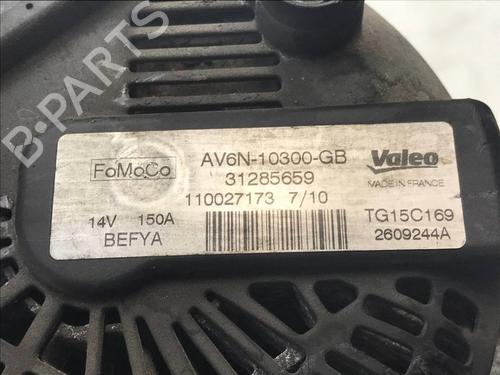 B-PARTS
FoMoCo
AV6N-10300-GB
31285659
110027173 7/10
14V 150A
BEFYA
Valeo
MADE IN FRANCE
TG15C169
2609244A